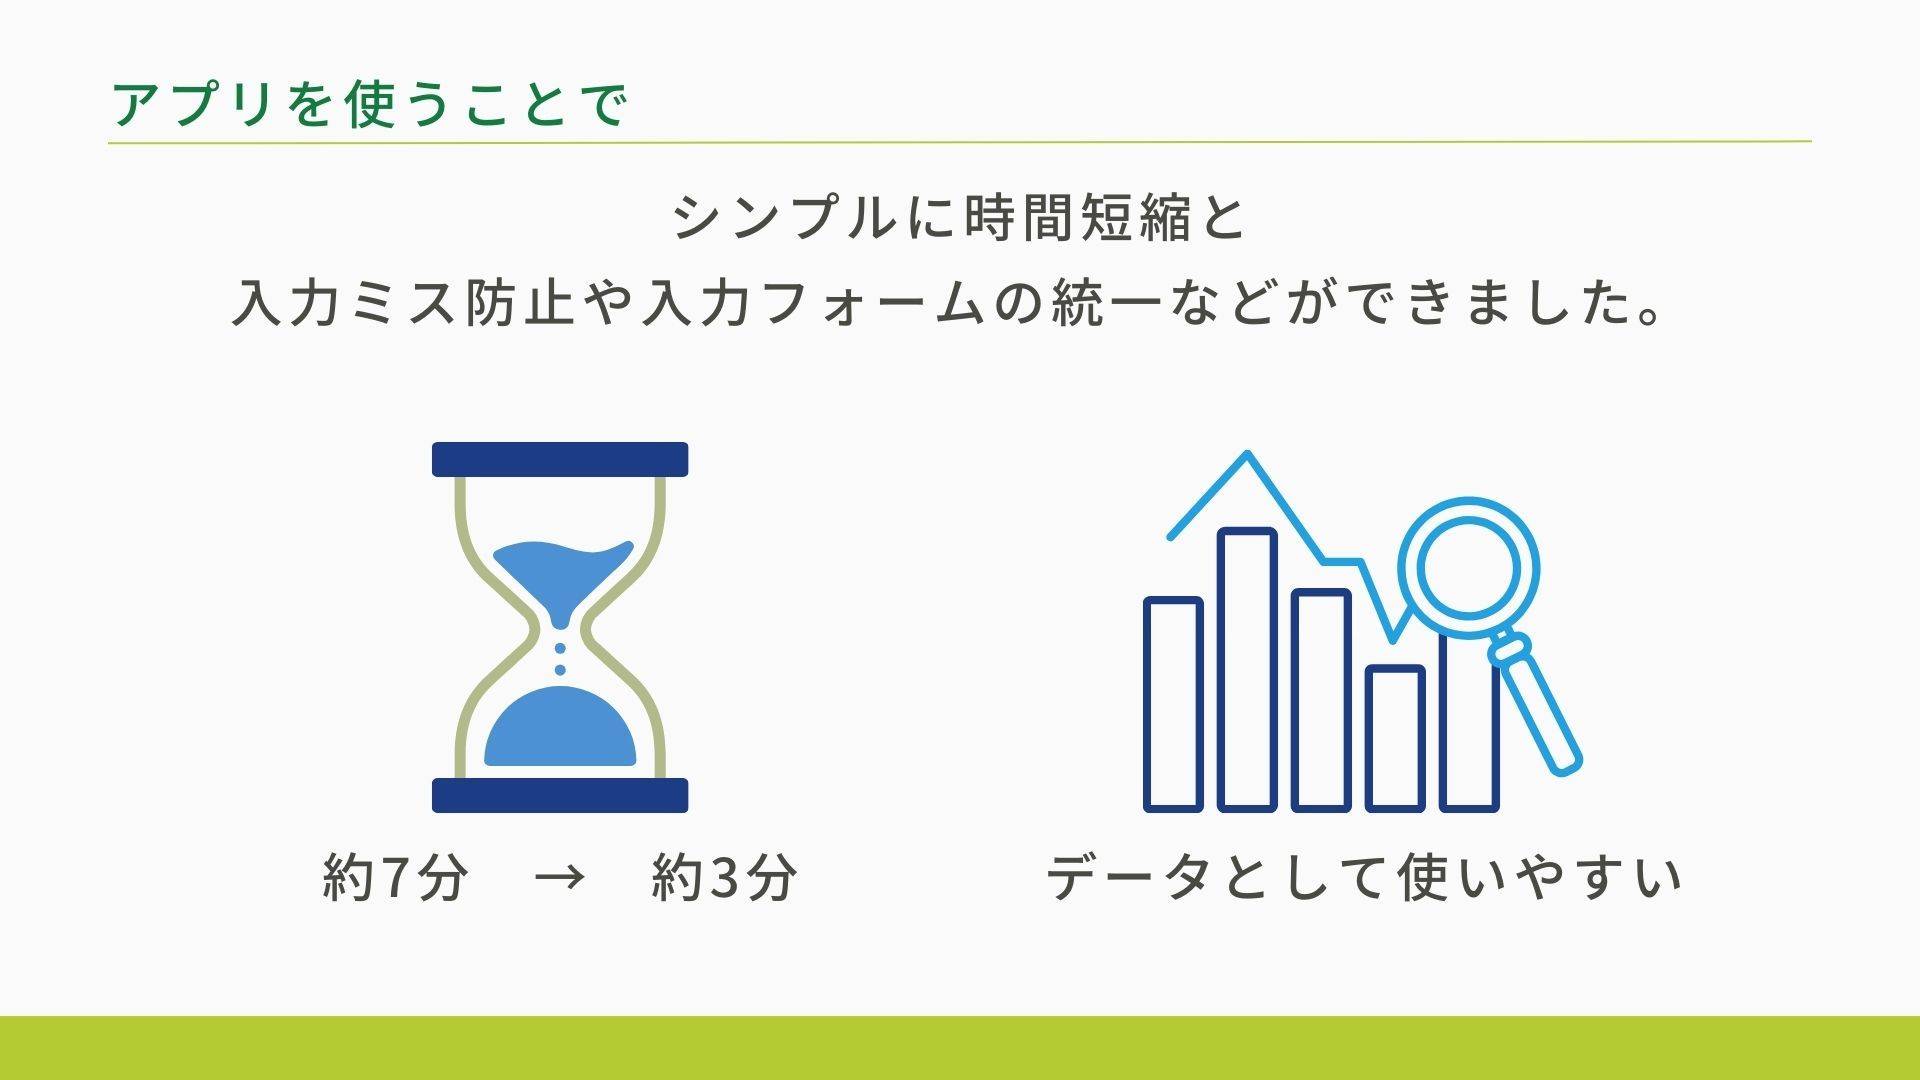 アプリを使うことで
シンプルに時間短縮と
入力ミス防止や入力フォームの統一などができました。
約7分　→　約3分
データとして使いやすい